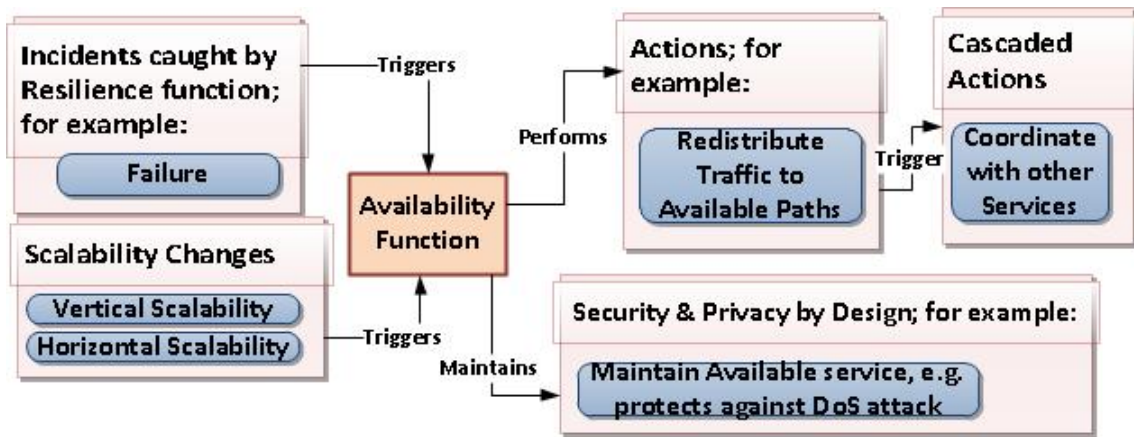 Incidents caught by
Resilience function;
for example:
Failure
Triggers
Scalability Changes
Vertical Scalability
Horizontal Scalability
Triggers
Availability
Function
Performs
Actions; for
example:
Redistribute
Traffic to
Available Paths
Trigger
Cascaded
Actions
Coordinate
with other
Services
Maintains
Security & Privacy by Design; for example:
Maintain Available service, e.g.
protects against DoS attack